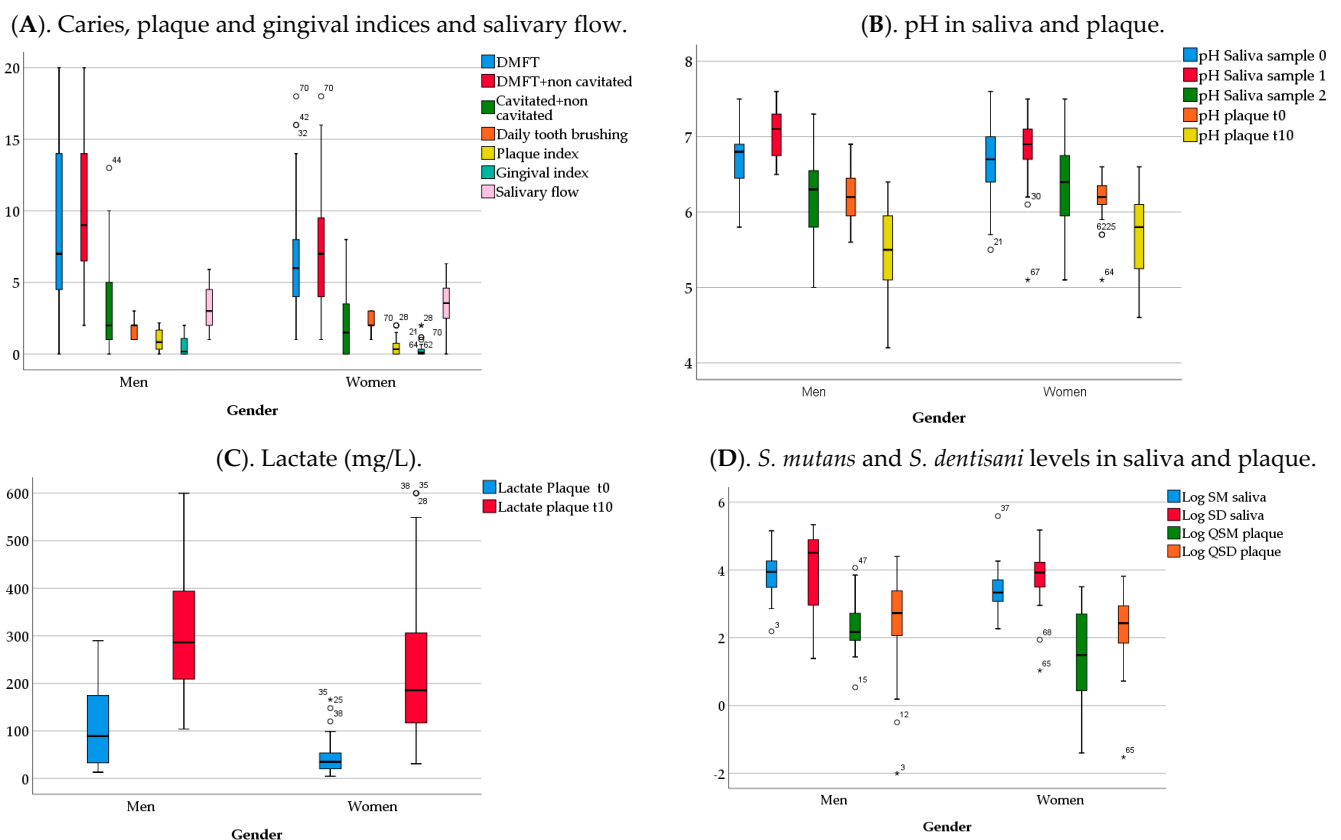 (A). Caries, plaque and gingival indices and salivary flow.
20
15
10
5
0
44
70
70
42
32
70
28
28
21
70
64
62
Men
Women
Gender
DMFT
DMFT+non cavitated
Cavitated+non
cavitated
Daily tooth brushing
Plaque index
Gingival index
Salivary flow
(B). pH in saliva and plaque.
8
7
6
5
4
21
30
67
6225
64
Men
Women
Gender
pH Saliva sample 0
pH Saliva sample 1
pH Saliva sample 2
pH plaque t0
pH plaque t10
(C). Lactate (mg/L).
600
500
400
300
200
100
0
35
25
38
38
35
28
Men
Women
Gender
Lactate Plaque t0
Lactate plaque t10
(D). S. mutans and S. dentisani levels in saliva and plaque.
6
4
2
0
-2
3
47
15
12
3
37
68
65
65
Men
Women
Gender
Log SM saliva
Log SD saliva
Log QSM plaque
Log QSD plaque